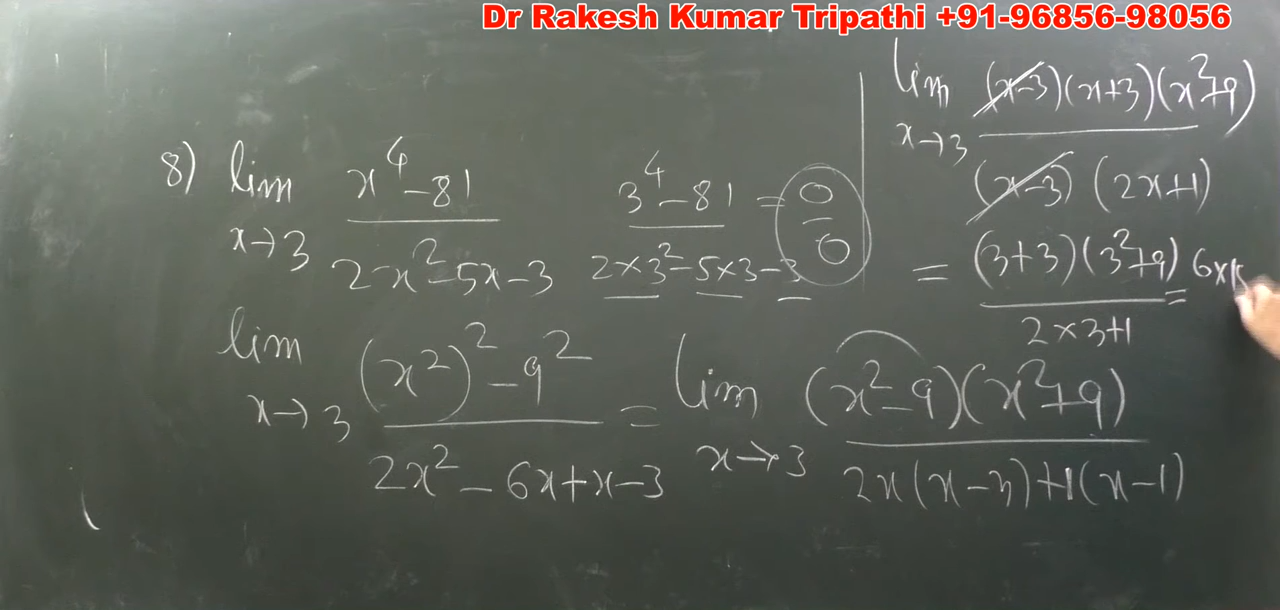 Dr Rakesh Kumar Tripathi +91-96856-98056
8) lim x→3 (x⁴-81)/(2x²-5x-3)
(3⁴-81)/(2×3²-5×3-3) = 0/0
lim x→3 ((x²)²-9²)/(2x²-6x+x-3) = lim x→3 ((x²-9)(x²+9))/(2x(x-3)+1(x-1))
lim x→3 ((x-3)(x+3)(x²+9))/((x-3)(2x+1))
= ((3+3)(3²+9))/(2×3+1) = 6×1